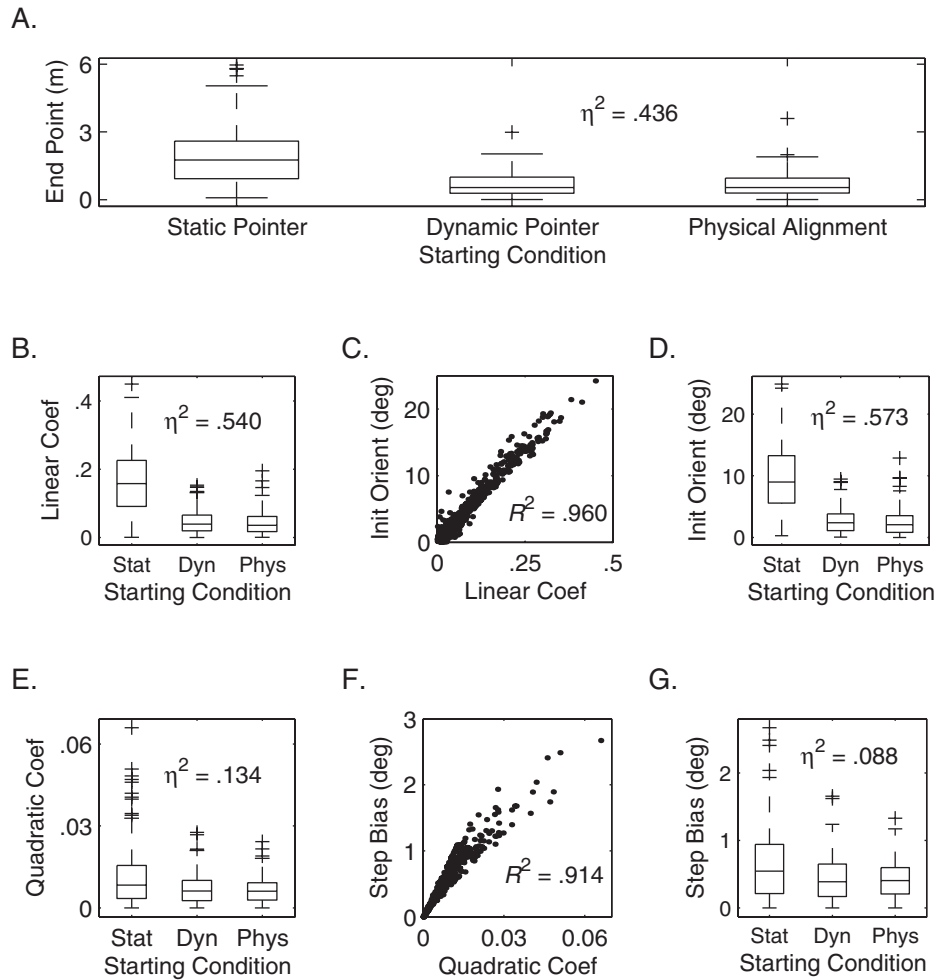 A.
End Point (m)
6
3
0
η² = .436
Static Pointer
Dynamic Pointer
Physical Alignment
Starting Condition
B.
Linear Coef
.4
.2
0
η² = .540
Stat
Dyn
Phys
Starting Condition
C.
Init Orient (deg)
20
10
0
R² = .960
0
.25
.5
Linear Coef
D.
Init Orient (deg)
20
10
0
η² = .573
Stat
Dyn
Phys
Starting Condition
E.
Quadratic Coef
.06
.03
0
η² = .134
Stat
Dyn
Phys
Starting Condition
F.
Step Bias (deg)
3
2
1
0
R² = .914
0
0.03
0.06
Quadratic Coef
G.
Step Bias (deg)
2
1
0
η² = .088
Stat
Dyn
Phys
Starting Condition